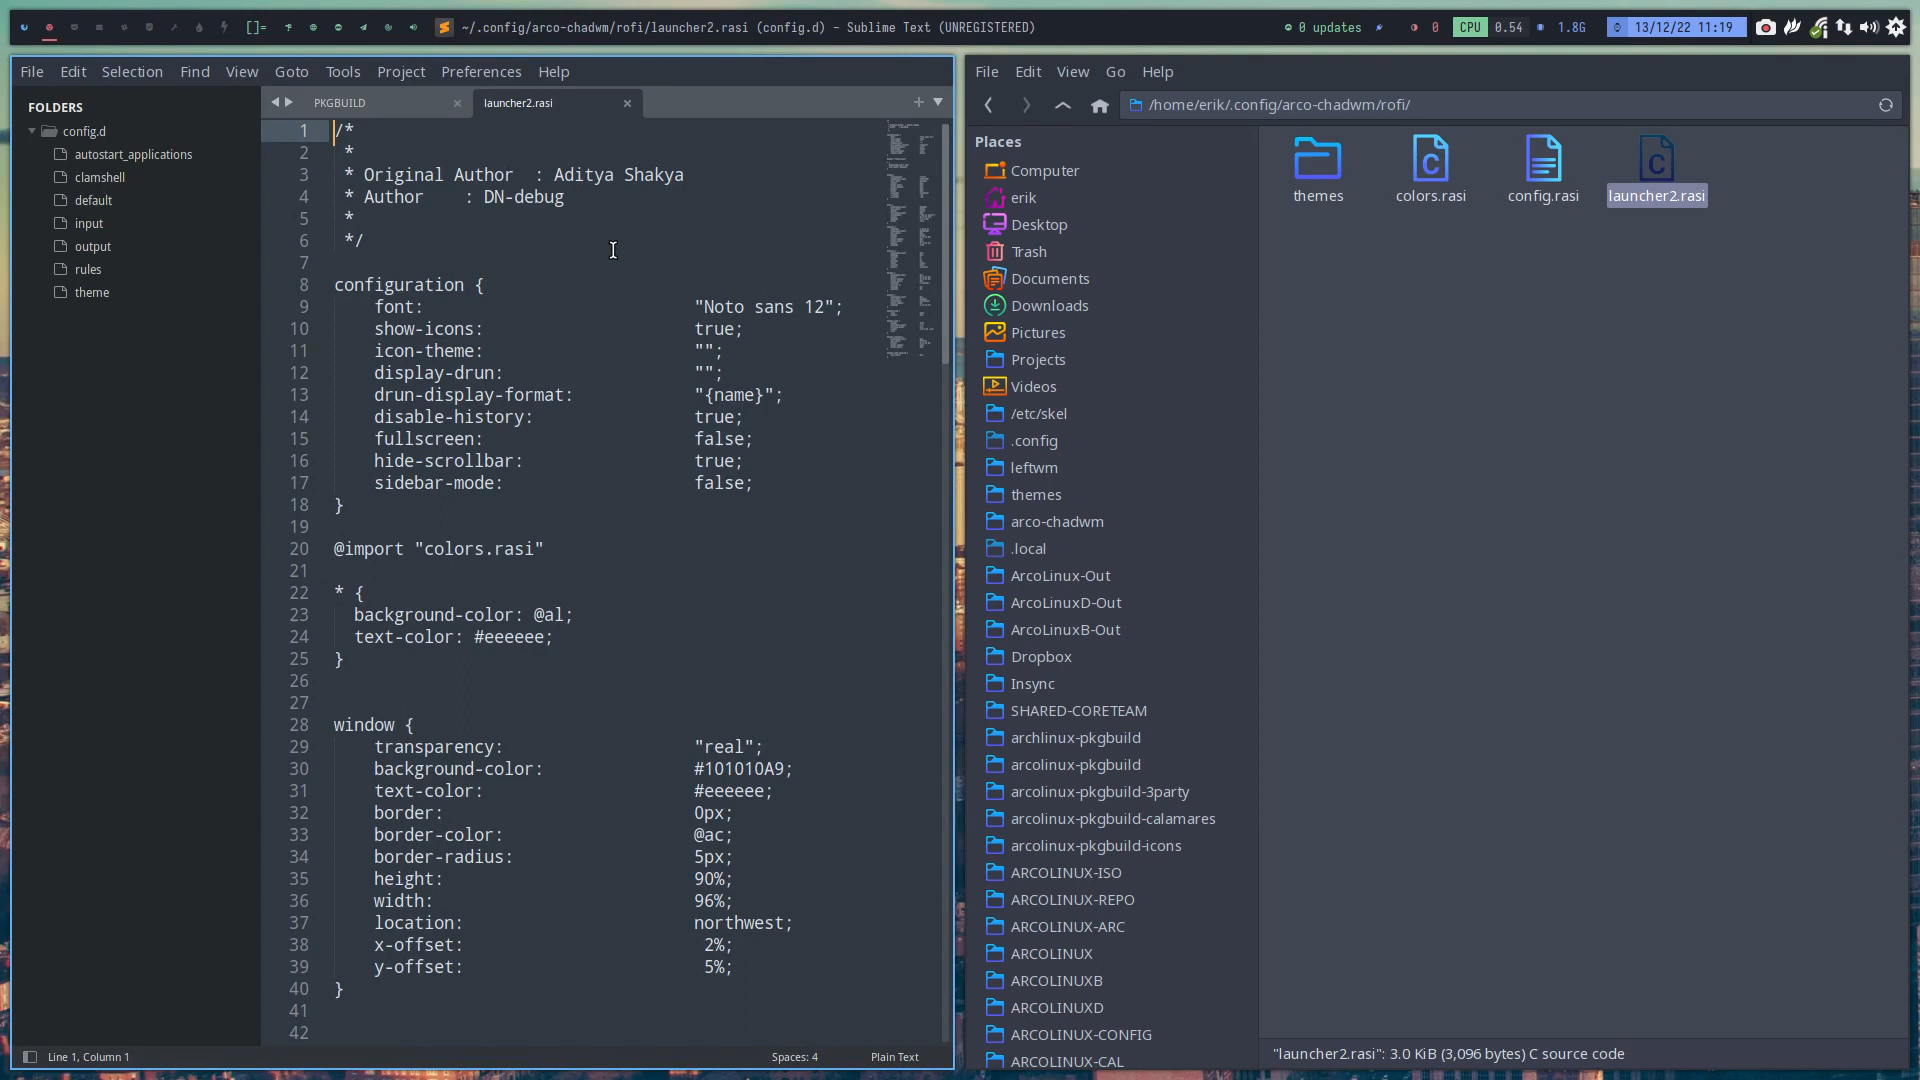 []=
~/.config/arco-chadwm/rofi/launcher2.rasi (config.d) - Sublime Text (UNREGISTERED)
0 updates
0
CPU 0.54
1.8G
13/12/22 11:19
File Edit Selection Find View Goto Tools Project Preferences Help
FOLDERS
config.d
autostart_applications
clamshell
default
input
output
rules
theme
PKGBUILD
launcher2.rasi
1 /*
2 *
3 * Original Author : Aditya Shakya
4 * Author : DN-debug
5 *
6 */
7
8 configuration {
9 font: "Noto sans 12";
10 show-icons: true;
11 icon-theme: "";
12 display-drun: "";
13 drun-display-format: "{name}";
14 disable-history: true;
15 fullscreen: false;
16 hide-scrollbar: true;
17 sidebar-mode: false;
18 }
19
20 @import "colors.rasi"
21
22 * {
23 background-color: @al;
24 text-color: #eeeeee;
25 }
26
27
28 window {
29 transparency: "real";
30 background-color: #101010A9;
31 text-color: #eeeeee;
32 border: 0px;
33 border-color: @ac;
34 border-radius: 5px;
35 height: 90%;
36 width: 96%;
37 location: northwest;
38 x-offset: 2%;
39 y-offset: 5%;
40 }
41
42
Line 1, Column 1
Spaces: 4
Plain Text
File Edit View Go Help
/home/erik/.config/arco-chadwm/rofi/
Places
Computer
erik
Desktop
Trash
Documents
Downloads
Pictures
Projects
Videos
/etc/skel
.config
leftwm
themes
arco-chadwm
.local
ArcoLinux-Out
ArcoLinuxD-Out
ArcoLinuxB-Out
Dropbox
Insync
SHARED-CORETEAM
archlinux-pkgbuild
arcolinux-pkgbuild
arcolinux-pkgbuild-3party
arcolinux-pkgbuild-calamares
arcolinux-pkgbuild-icons
ARCOLINUX-ISO
ARCOLINUX-REPO
ARCOLINUX-ARC
ARCOLINUX
ARCOLINUXB
ARCOLINUXD
ARCOLINUX-CONFIG
ARCOLINUX-CAL
themes
colors.rasi
config.rasi
launcher2.rasi
"launcher2.rasi": 3.0 KiB (3,096 bytes) C source code